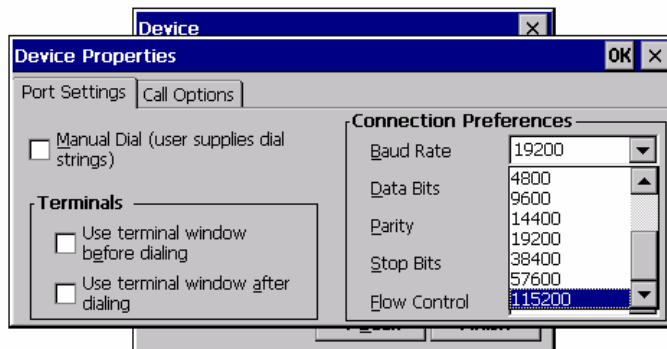 Device
Device Properties OK
Port Settings Call Options
Manual Dial (user supplies dial
strings)
Terminals
Use terminal window
before dialing
Use terminal window after
dialing
Connection Preferences
Baud Rate 19200
Data Bits
Parity
Stop Bits
Flow Control
4800
9600
14400
19200
38400
57600
115200